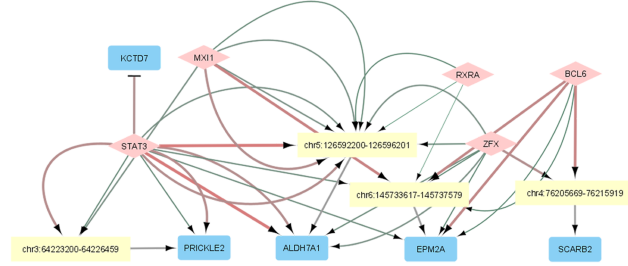 KCTD7
MXI1
RXRA
BCL6
STAT3
chr5:126592200-126596201
ZFX
chr6:145733617-145737579
chr4:76205669-76215919
chr3:64223200-64226459
PRICKLE2
ALDH7A1
EPM2A
SCARB2